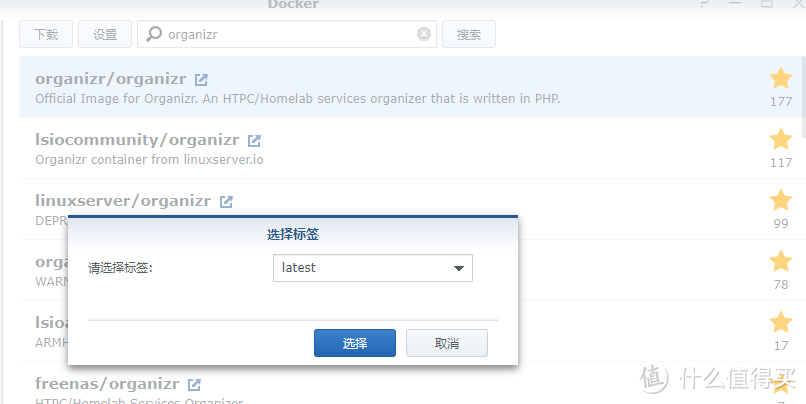 Docker
下载 设置 organizr 搜索
organizr/organizr
Official Image for Organizr. An HTPC/Homelab services organizer that is written in PHP.
177
lsiocommunity/organizr
Organizr container from linuxserver.io
117
linuxserver/organizr
DEPR
99
选择标签
请选择标签: latest
orga
WARN
78
lsioa
ARMH
17
选择 取消
freenas/organizr
HTPC/Homelab Services Organizer
值 什么值得买